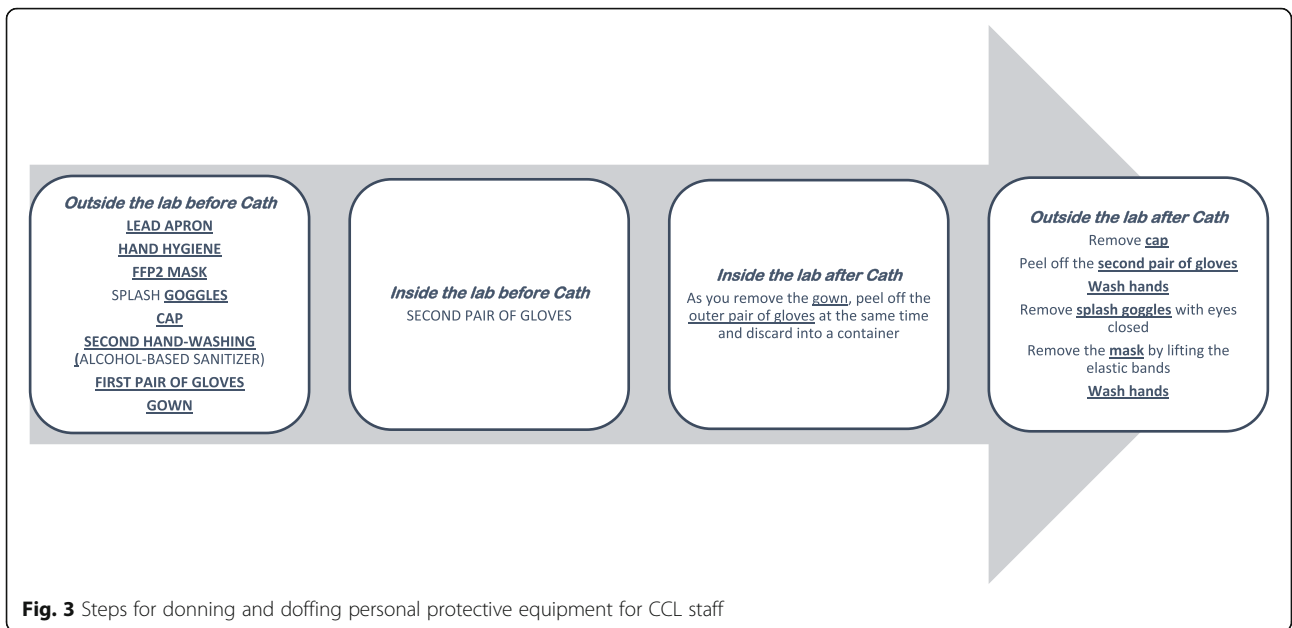 Outside the lab before Cath
LEAD APRON
HAND HYGIENE
FFP2 MASK
SPLASH GOGGLES
CAP
SECOND HAND-WASHING
(ALCOHOL-BASED SANITIZER)
FIRST PAIR OF GLOVES
GOWN
Inside the lab before Cath
SECOND PAIR OF GLOVES
Inside the lab after Cath
As you remove the gown, peel off the
outer pair of gloves at the same time
and discard into a container
Outside the lab after Cath
Remove cap
Peel off the second pair of gloves
Wash hands
Remove splash goggles with eyes
closed
Remove the mask by lifting the
elastic bands
Wash hands
Fig. 3 Steps for donning and doffing personal protective equipment for CCL staff